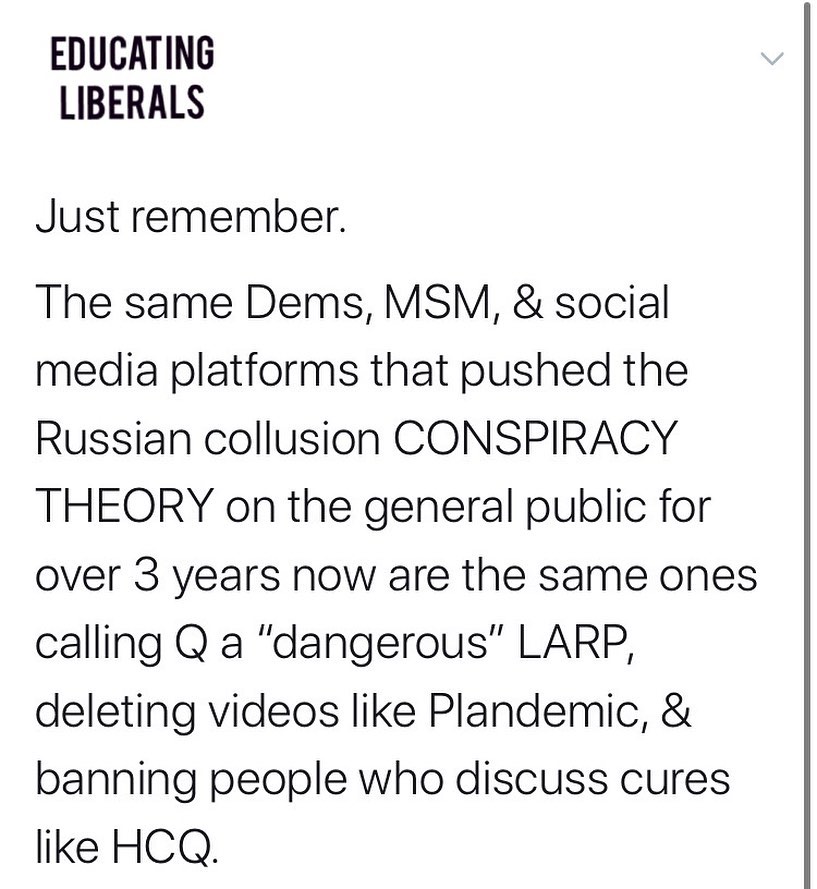 EDUCATING
LIBERALS
Just remember.
The same Dems, MSM, & social
media platforms that pushed the
Russian collusion CONSPIRACY
THEORY on the general public for
over 3 years now are the same ones
calling Q a “dangerous” LARP,
deleting videos like Plandemic, &
banning people who discuss cures
like HCQ.